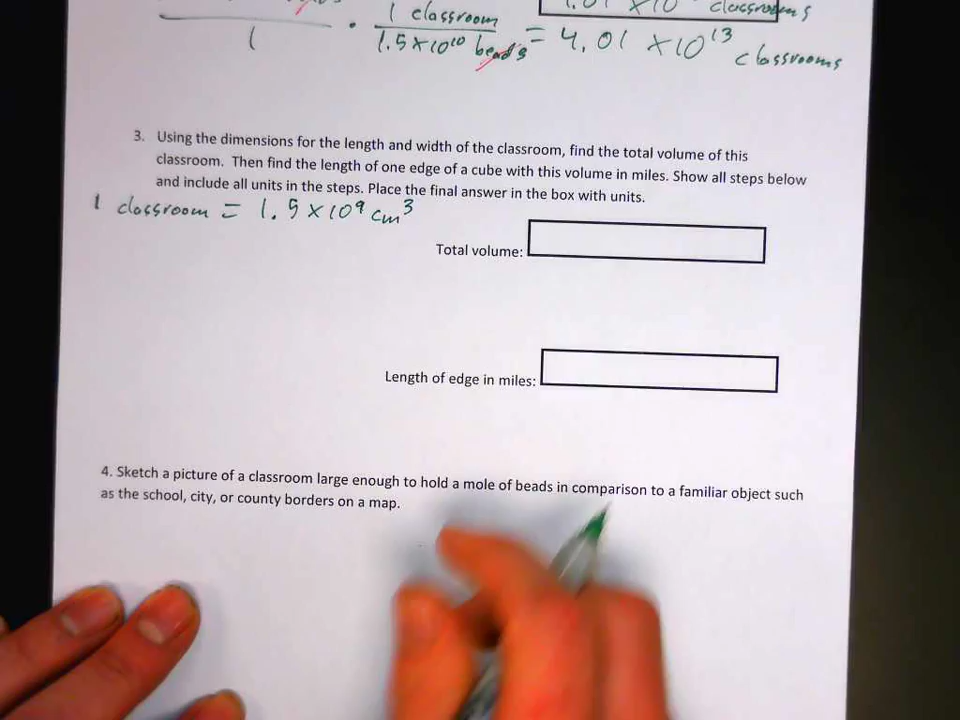 classrooms
1 classroom
1 · 1.5 × 10¹⁰ beads = 4.01 × 10¹³ classrooms
3. Using the dimensions for the length and width of the classroom, find the total volume of this
classroom. Then find the length of one edge of a cube with this volume in miles. Show all steps below
and include all units in the steps. Place the final answer in the box with units.
1 classroom = 1.5 × 10⁹ cm³
Total volume:
Length of edge in miles:
4. Sketch a picture of a classroom large enough to hold a mole of beads in comparison to a familiar object such
as the school, city, or county borders on a map.